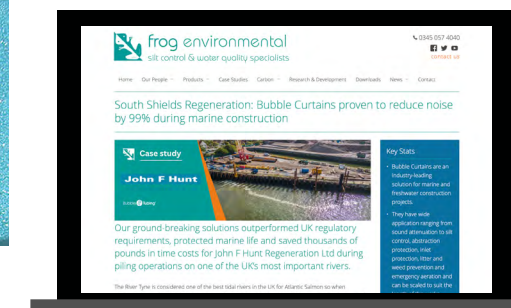 frog environmental
silt control & water quality specialists
0345 057 4040
contact us
Home Our People Products Case Studies Carbon Research & Development Downloads News Contact
South Shields Regeneration: Bubble Curtains proven to reduce noise
by 99% during marine construction
Case study
John F Hunt
Our ground-breaking solutions outperformed UK regulatory
requirements, protected marine life and saved thousands of
pounds in time costs for John F Hunt Regeneration Ltd during
piling operations on one of the UK's most important rivers.
The River Tyne is considered one of the best tidal rivers in the UK for Atlantic Salmon so when
Key Stats
• Bubble Curtains are an
industry-leading
solution for marine and
freshwater construction
projects.
• They have wide
application ranging from
sound attenuation to silt
control, abstraction
protection, inlet
protection, litter and
weed prevention and
emergency aeration and
can be scaled to suit the